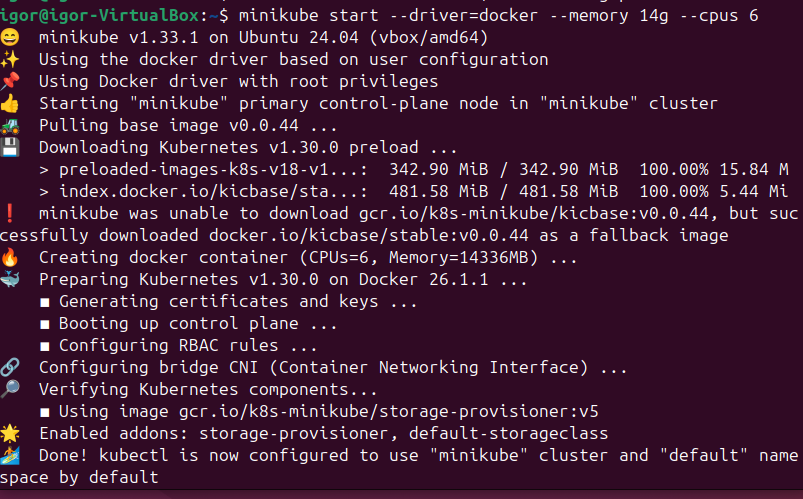 igor@igor-VirtualBox:~$ minikube start --driver=docker --memory 14g --cpus 6
😄  minikube v1.33.1 on Ubuntu 24.04 (vbox/amd64)
✨  Using the docker driver based on user configuration
📌  Using Docker driver with root privileges
👍  Starting "minikube" primary control-plane node in "minikube" cluster
🚜  Pulling base image v0.0.44 ...
💾  Downloading Kubernetes v1.30.0 preload ...
    > preloaded-images-k8s-v18-v1...:  342.90 MiB / 342.90 MiB  100.00% 15.84 M
    > index.docker.io/kicbase/sta...:  481.58 MiB / 481.58 MiB  100.00% 5.44 Mi
❗  minikube was unable to download gcr.io/k8s-minikube/kicbase:v0.0.44, but suc
cessfully downloaded docker.io/kicbase/stable:v0.0.44 as a fallback image
🔥  Creating docker container (CPUs=6, Memory=14336MB) ...
🐳  Preparing Kubernetes v1.30.0 on Docker 26.1.1 ...
    ▪ Generating certificates and keys ...
    ▪ Booting up control plane ...
    ▪ Configuring RBAC rules ...
🔗  Configuring bridge CNI (Container Networking Interface) ...
🔎  Verifying Kubernetes components...
    ▪ Using image gcr.io/k8s-minikube/storage-provisioner:v5
🌟  Enabled addons: storage-provisioner, default-storageclass
🏄  Done! kubectl is now configured to use "minikube" cluster and "default" name
space by default